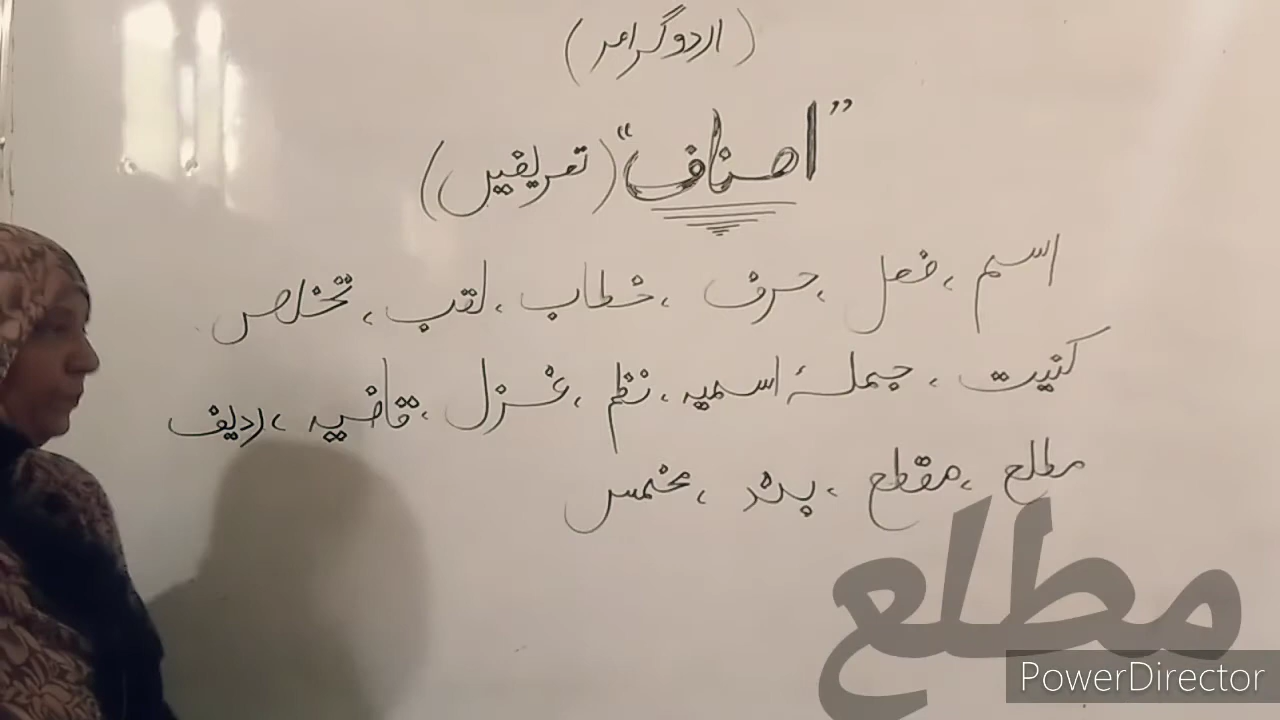 (اردو گرامر)
"اصناف" (تعریفیں)
اسم، فعل، حرف، خطاب، لقب، تخلص
کنیت، جملۂ اسمیہ، نظم، غزل، قافیہ، ردیف
مطلع، مقطع، بند، مخمس
مطلع
PowerDirector